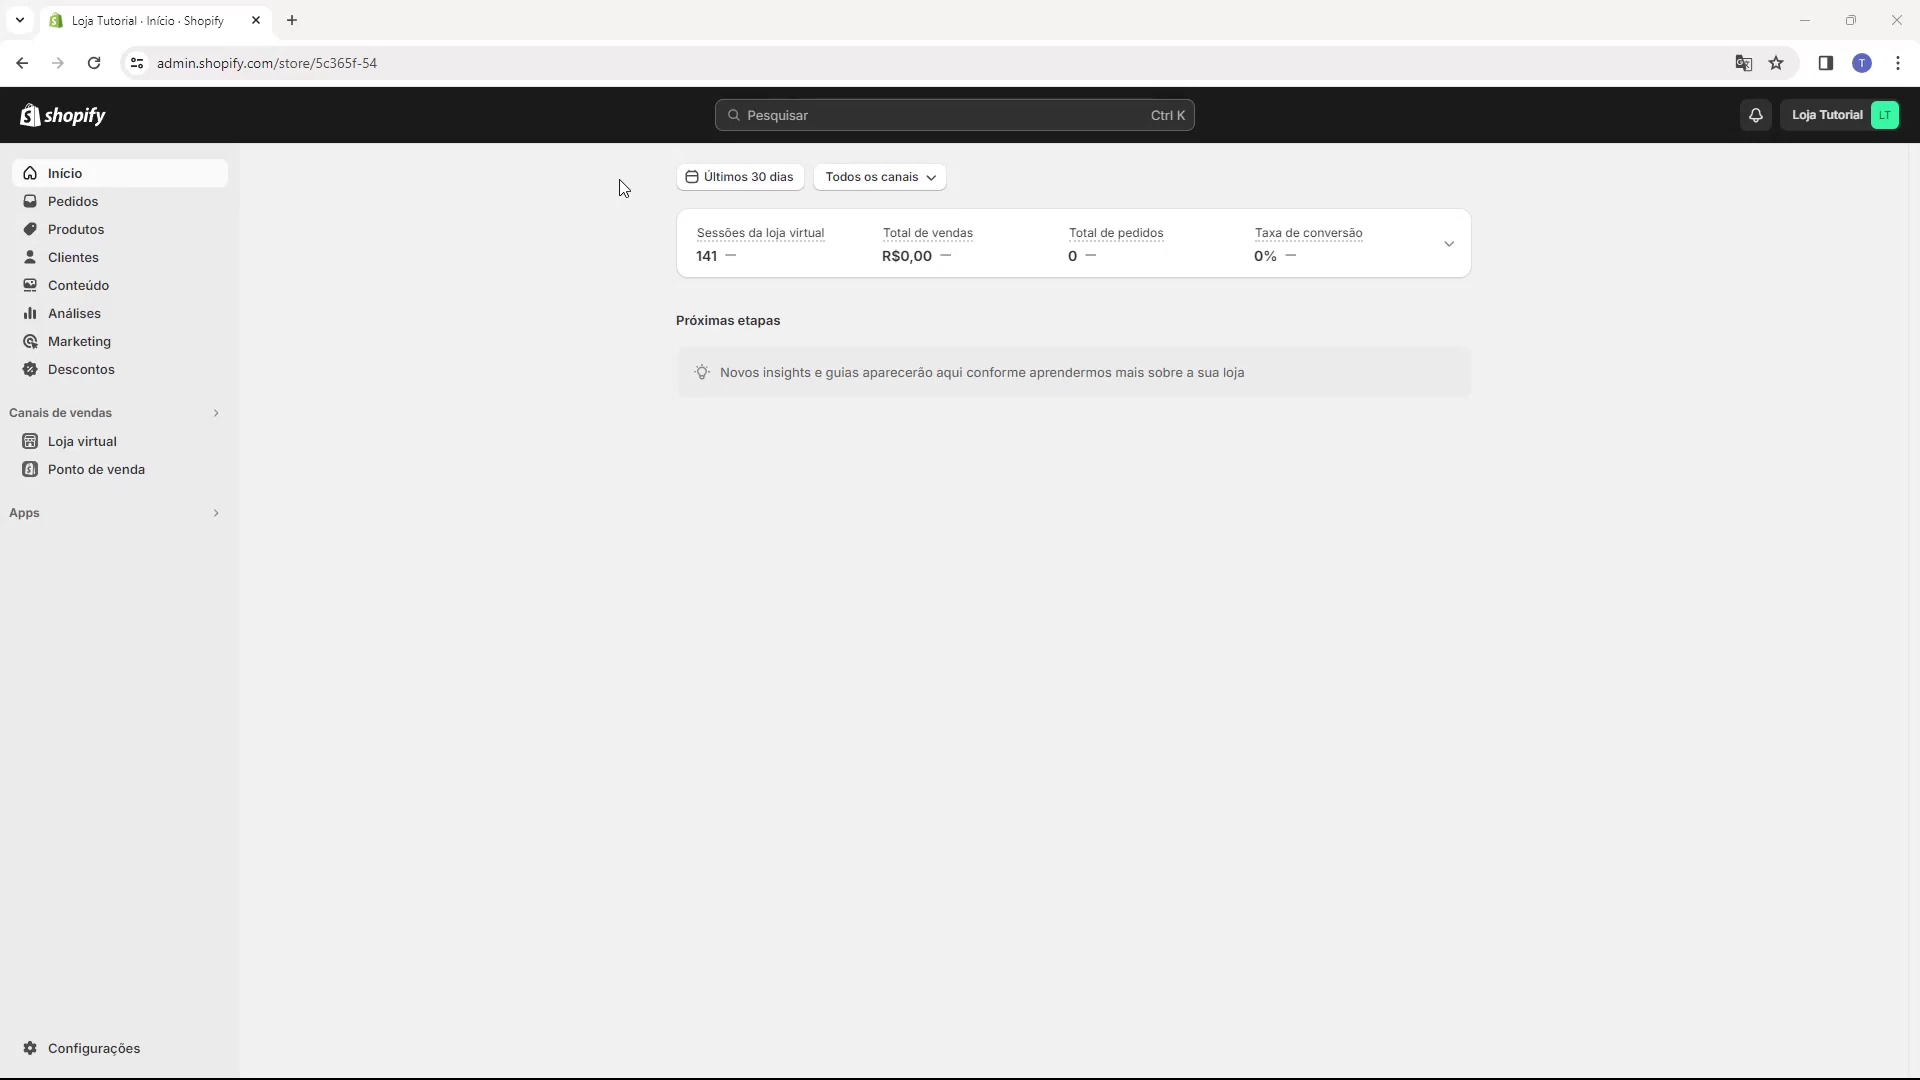 Loja Tutorial · Início · Shopify
admin.shopify.com/store/5c365f-54
T
shopify
Pesquisar
Ctrl K
Loja Tutorial
LT
Início
Pedidos
Produtos
Clientes
Conteúdo
Análises
Marketing
Descontos
Canais de vendas
Loja virtual
Ponto de venda
Apps
Configurações
Últimos 30 dias
Todos os canais
Sessões da loja virtual
141 —
Total de vendas
R$0,00 —
Total de pedidos
0 —
Taxa de conversão
0% —
Próximas etapas
Novos insights e guias aparecerão aqui conforme aprendermos mais sobre a sua loja